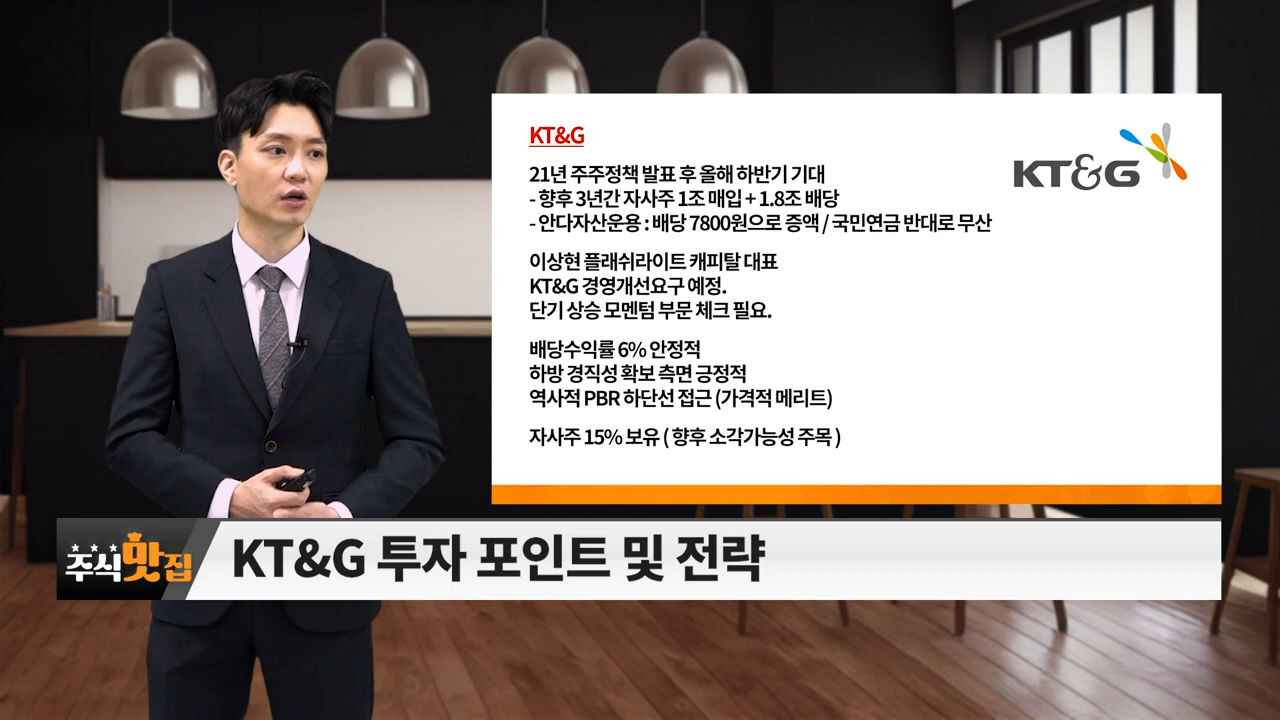 KT&G
KT&G
21년 주주정책 발표 후 올해 하반기 기대
- 향후 3년간 자사주 1조 매입 + 1.8조 배당
- 안다자산운용 : 배당 7800원으로 증액 / 국민연금 반대로 무산
이상현 플래쉬라이트 캐피탈 대표
KT&G 경영개선요구 예정.
단기 상승 모멘텀 부문 체크 필요.
배당수익률 6% 안정적
하방 경직성 확보 측면 긍정적
역사적 PBR 하단선 접근 (가격적 메리트)
자사주 15% 보유 ( 향후 소각가능성 주목 )
주식맛집
KT&G 투자 포인트 및 전략